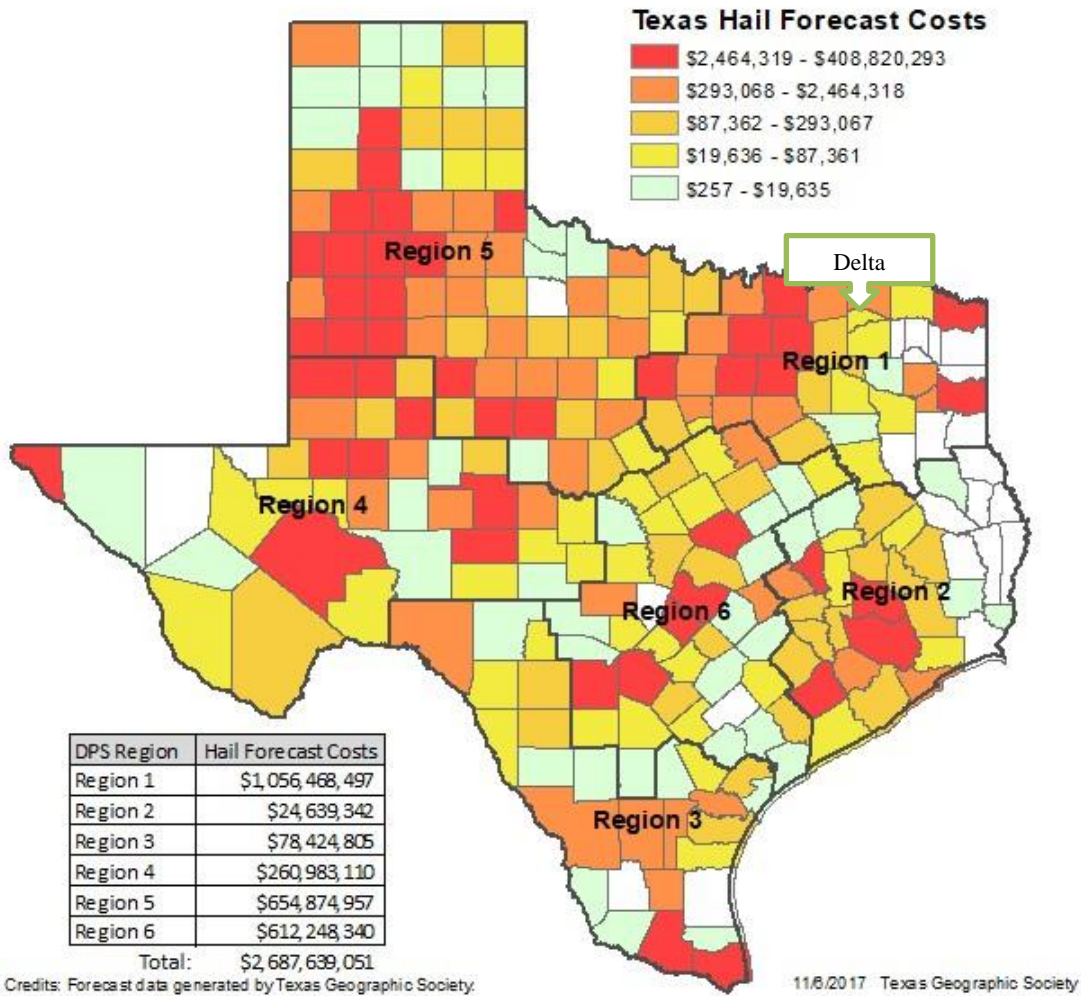 Texas Hail Forecast Costs
$2,464,319 - $408,820,293
$293,068 - $2,464,318
$87,362 - $293,067
$19,636 - $87,361
$257 - $19,635
Delta
Region 5
Region 1
Region 4
Region 2
Region 6
Region 3
DPS Region Hail Forecast Costs
Region 1 $1,056,468,497
Region 2 $24,639,342
Region 3 $78,424,805
Region 4 $260,983,110
Region 5 $654,874,957
Region 6 $612,248,340
Total: $2,687,639,051
Credits: Forecast data generated by Texas Geographic Society.
11/6/2017 Texas Geographic Society